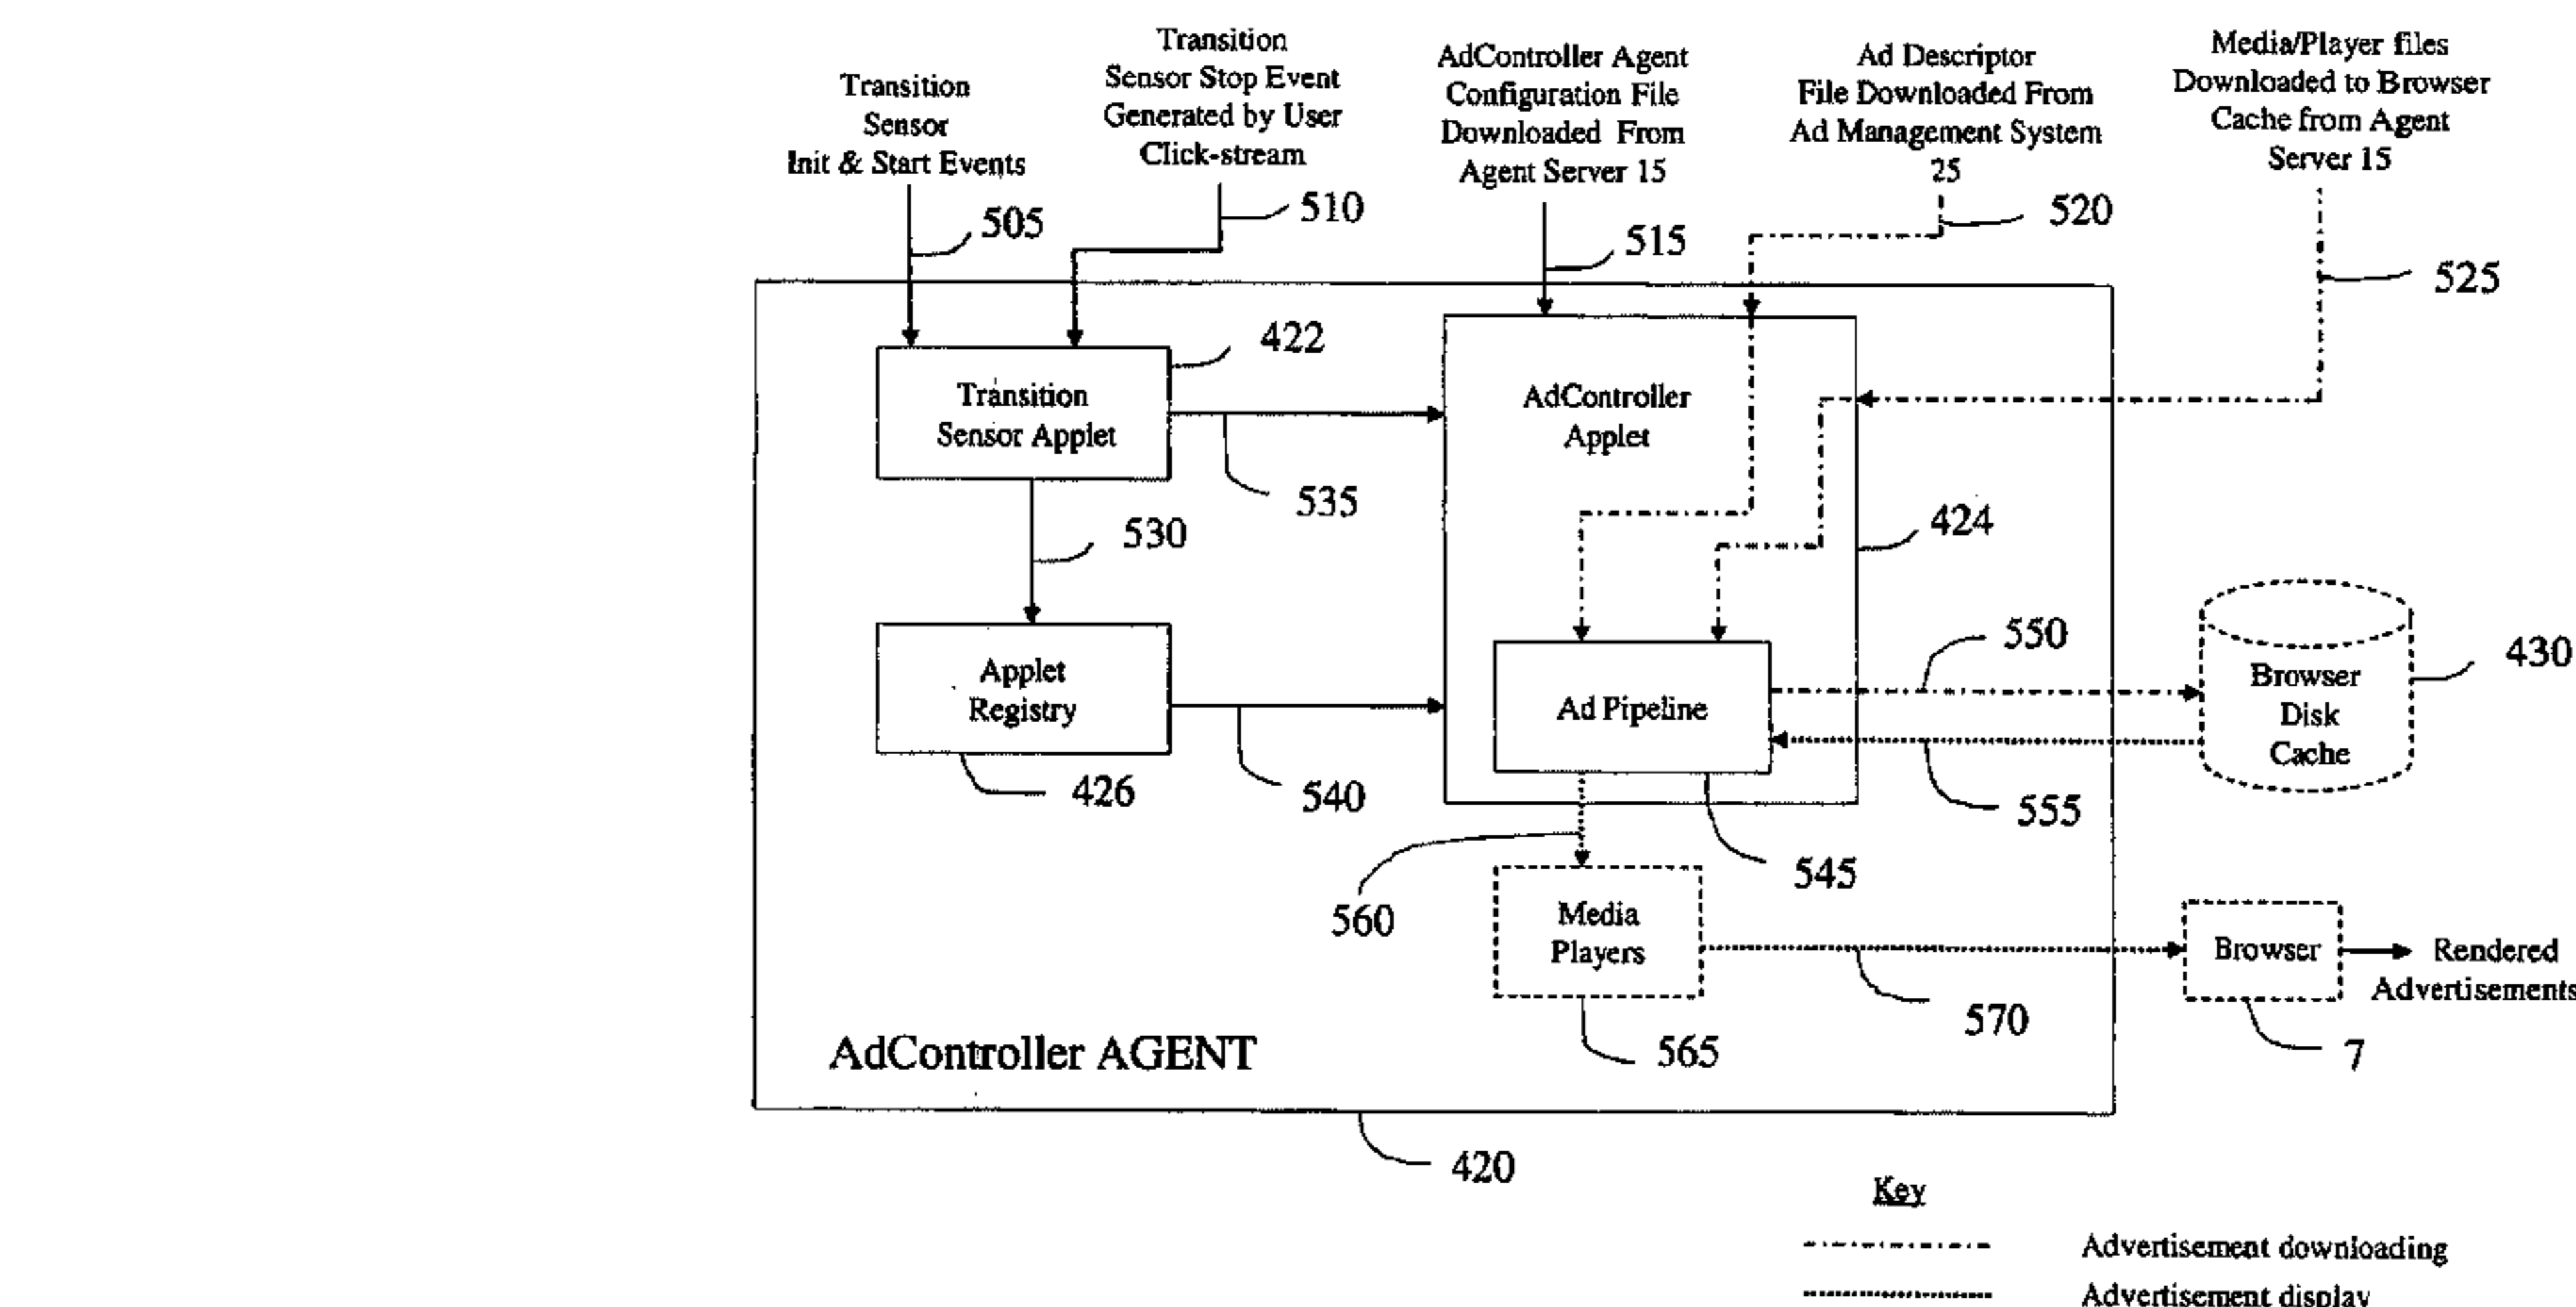 Transition
Sensor
Init & Start Events
Transition
Sensor Stop Event
Generated by User
Click-stream
AdController Agent
Configuration File
Downloaded From
Agent Server 15
Ad Descriptor
File Downloaded From
Ad Management System
25
Media/Player files
Downloaded to Browser
Cache from Agent
Server 15
505
510
515
520
525
422
Transition
Sensor Applet
AdController
Applet
535
530
424
Applet
Registry
426
540
Ad Pipeline
550
555
545
Browser
Disk
Cache
430
560
Media
Players
565
570
Browser
7
Rendered
Advertisements
AdController AGENT
420
Key
Advertisement downloading
Advertisement display